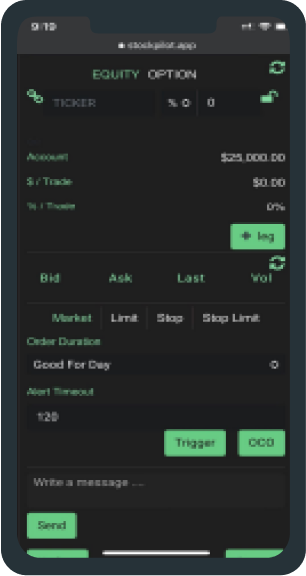 9:19
stockpilot.app
EQUITY OPTION
TICKER % 0 0
Account $25,000.00
$ / Trade $0.00
% / Trade 0%
+ leg
Bid Ask Last Vol
Market Limit Stop Stop Limit
Order Duration
Good For Day
Alert Timeout
120
Trigger OCO
Write a message ...
Send